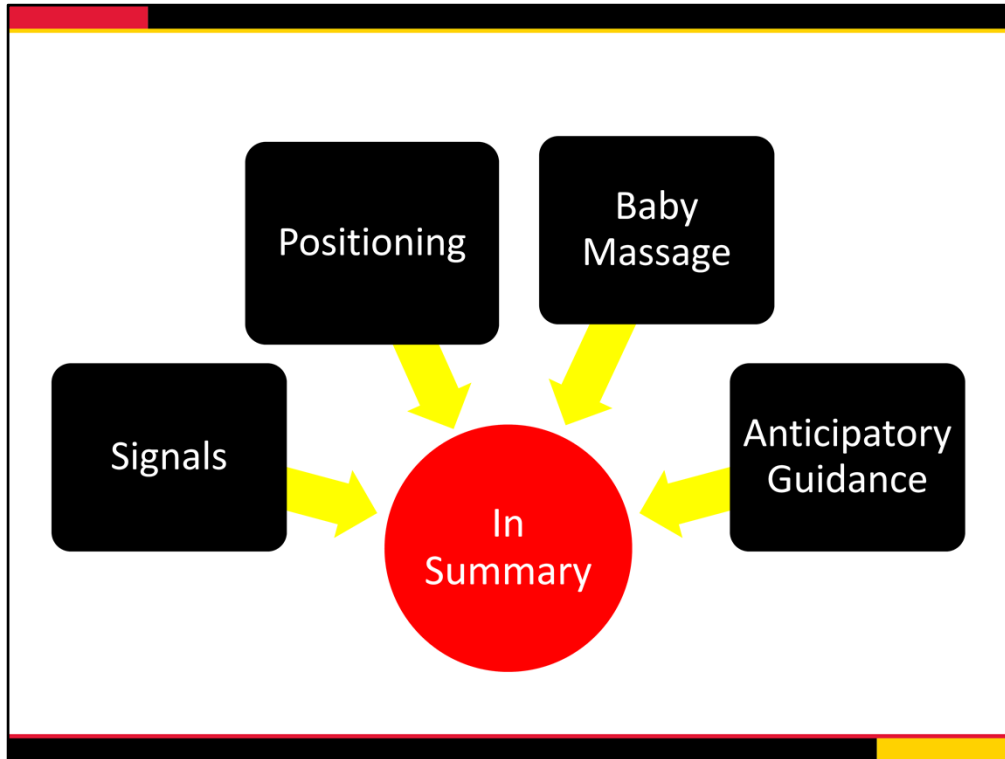 Positioning
Baby
Massage
Signals
Anticipatory
Guidance
In
Summary